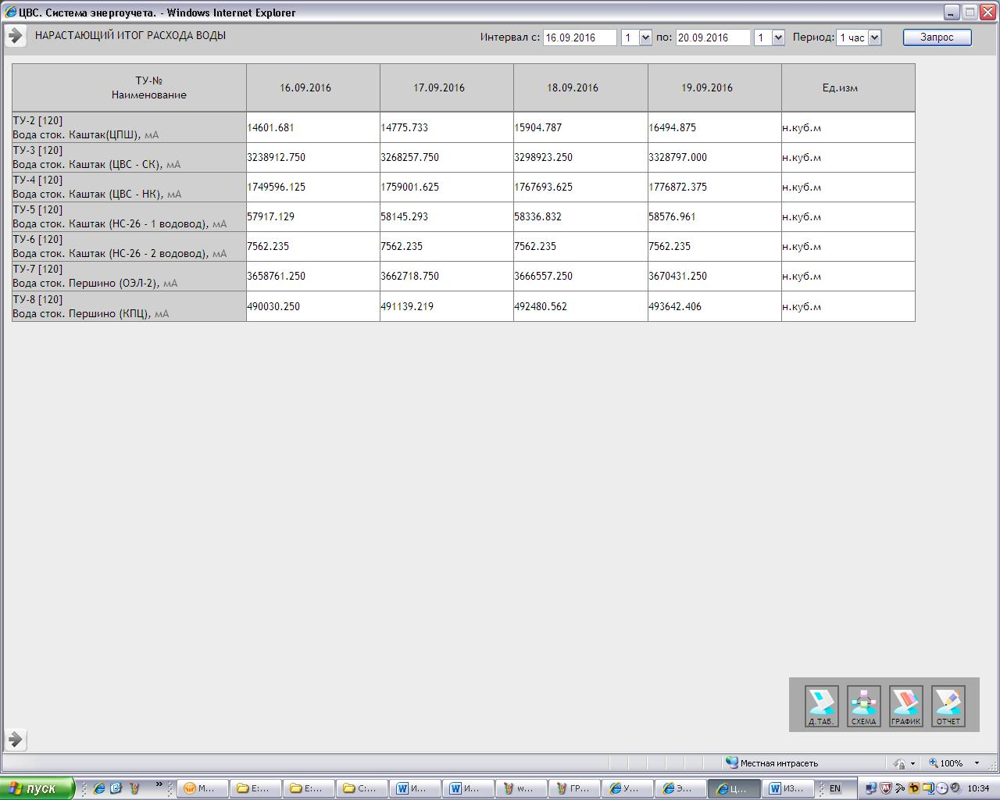 ЦВС. Система энергоучета. - Windows Internet Explorer
НАРАСТАЮЩИЙ ИТОГ РАСХОДА ВОДЫ
Интервал с: 16.09.2016 1 по: 20.09.2016 1 Период: 1 час Запрос
ТУ-№
Наименование
16.09.2016 17.09.2016 18.09.2016 19.09.2016 Ед.изм
ТУ-2 [120]
Вода сток. Каштак(ЦПШ), мА
14601.681 14775.733 15904.787 16494.875 н.куб.м
ТУ-3 [120]
Вода сток. Каштак (ЦВС - СК), мА
3238912.750 3268257.750 3298923.250 3328797.000 н.куб.м
ТУ-4 [120]
Вода сток. Каштак (ЦВС - НК), мА
1749596.125 1759001.625 1767693.625 1776872.375 н.куб.м
ТУ-5 [120]
Вода сток. Каштак (НС-26 - 1 водовод), мА
57917.129 58145.293 58336.832 58576.961 н.куб.м
ТУ-6 [120]
Вода сток. Каштак (НС-26 - 2 водовод), мА
7562.235 7562.235 7562.235 7562.235 н.куб.м
ТУ-7 [120]
Вода сток. Першино (ОЭЛ-2), мА
3658761.250 3662718.750 3666557.250 3670431.250 н.куб.м
ТУ-8 [120]
Вода сток. Першино (КПЦ), мА
490030.250 491139.219 492480.562 493642.406 н.куб.м
Д.ТАБ. СХЕМА ГРАФИК ОТЧЕТ
Местная интрасеть 100%
пуск » М... E:... E:... C:... И... И... w... ГР... У... Э... Ц... ИЗ... EN 10:34